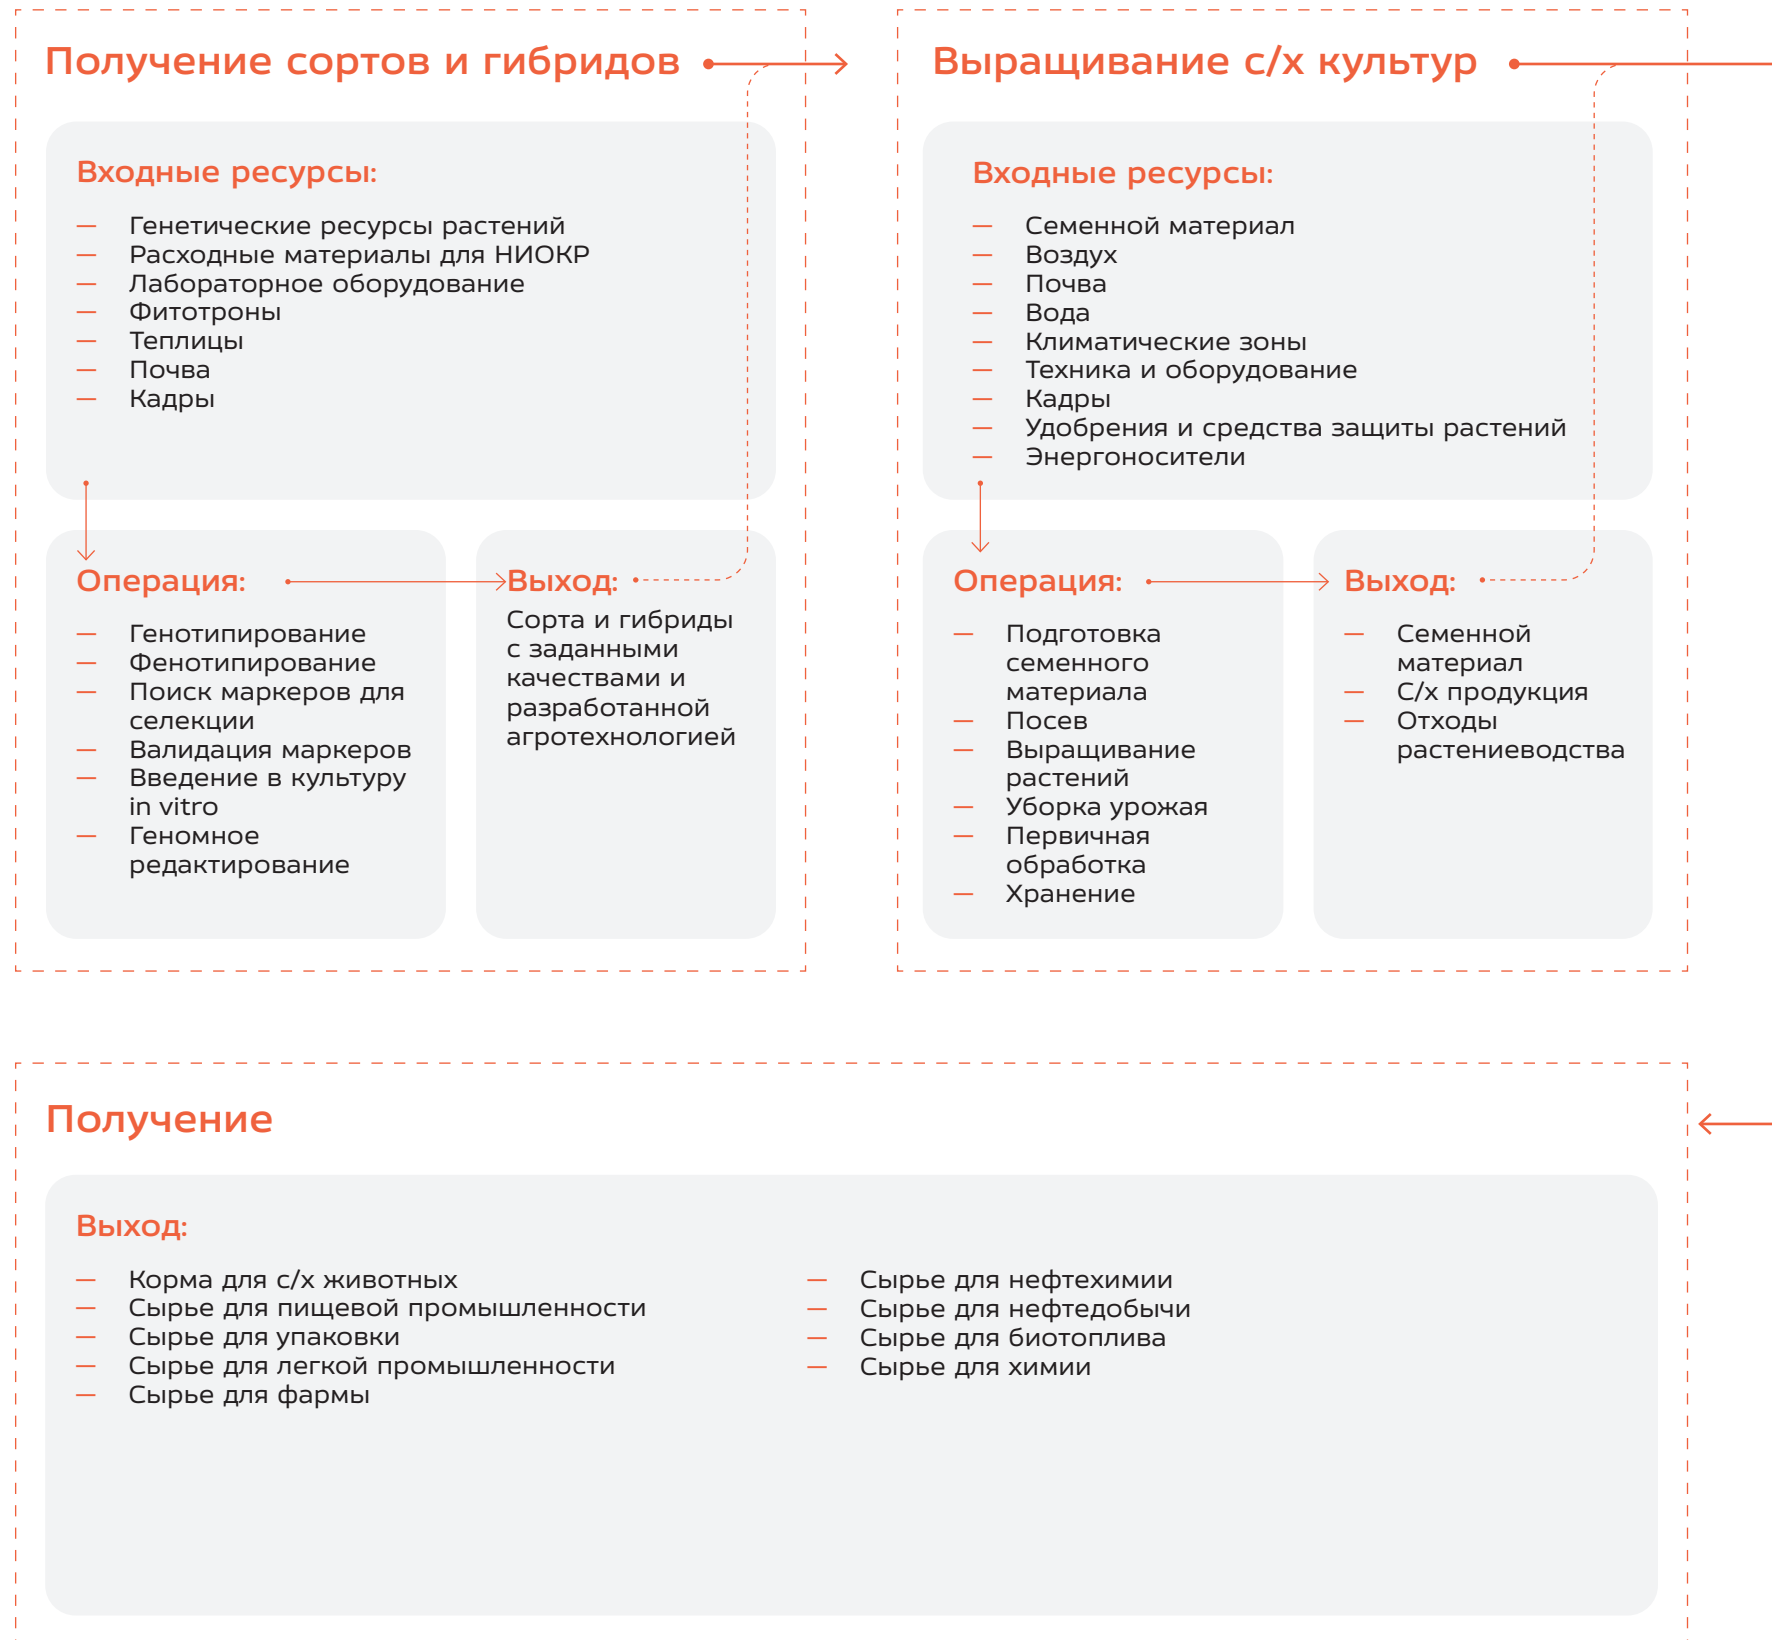 Получение сортов и гибридов
Входные ресурсы:
— Генетические ресурсы растений
— Расходные материалы для НИОКР
— Лабораторное оборудование
— Фитотроны
— Теплицы
— Почва
— Кадры
Операция:
— Генотипирование
— Фенотипирование
— Поиск маркеров для
селекции
— Валидация маркеров
— Введение в культуру
in vitro
— Геномное
редактирование
Выход:
Сорта и гибриды
с заданными
качествами и
разработанной
агротехнологией
Выращивание с/х культур
Входные ресурсы:
— Семенной материал
— Воздух
— Почва
— Вода
— Климатические зоны
— Техника и оборудование
— Кадры
— Удобрения и средства защиты растений
— Энергоносители
Операция:
— Подготовка
семенного
материала
— Посев
— Выращивание
растений
— Уборка урожая
— Первичная
обработка
— Хранение
Выход:
— Семенной
материал
— С/х продукция
— Отходы
растениеводства
Получение
Выход:
— Корма для с/х животных
— Сырье для пищевой промышленности
— Сырье для упаковки
— Сырье для легкой промышленности
— Сырье для фармы
— Сырье для нефтехимии
— Сырье для нефтедобычи
— Сырье для биотоплива
— Сырье для химии